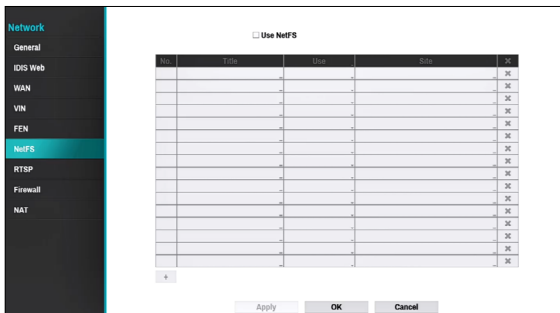 Network
General
IDIS Web
WAN
VIN
FEN
NetFS
RTSP
Firewall
NAT
Use NetFS
No. Title Use Site
+
Apply OK Cancel